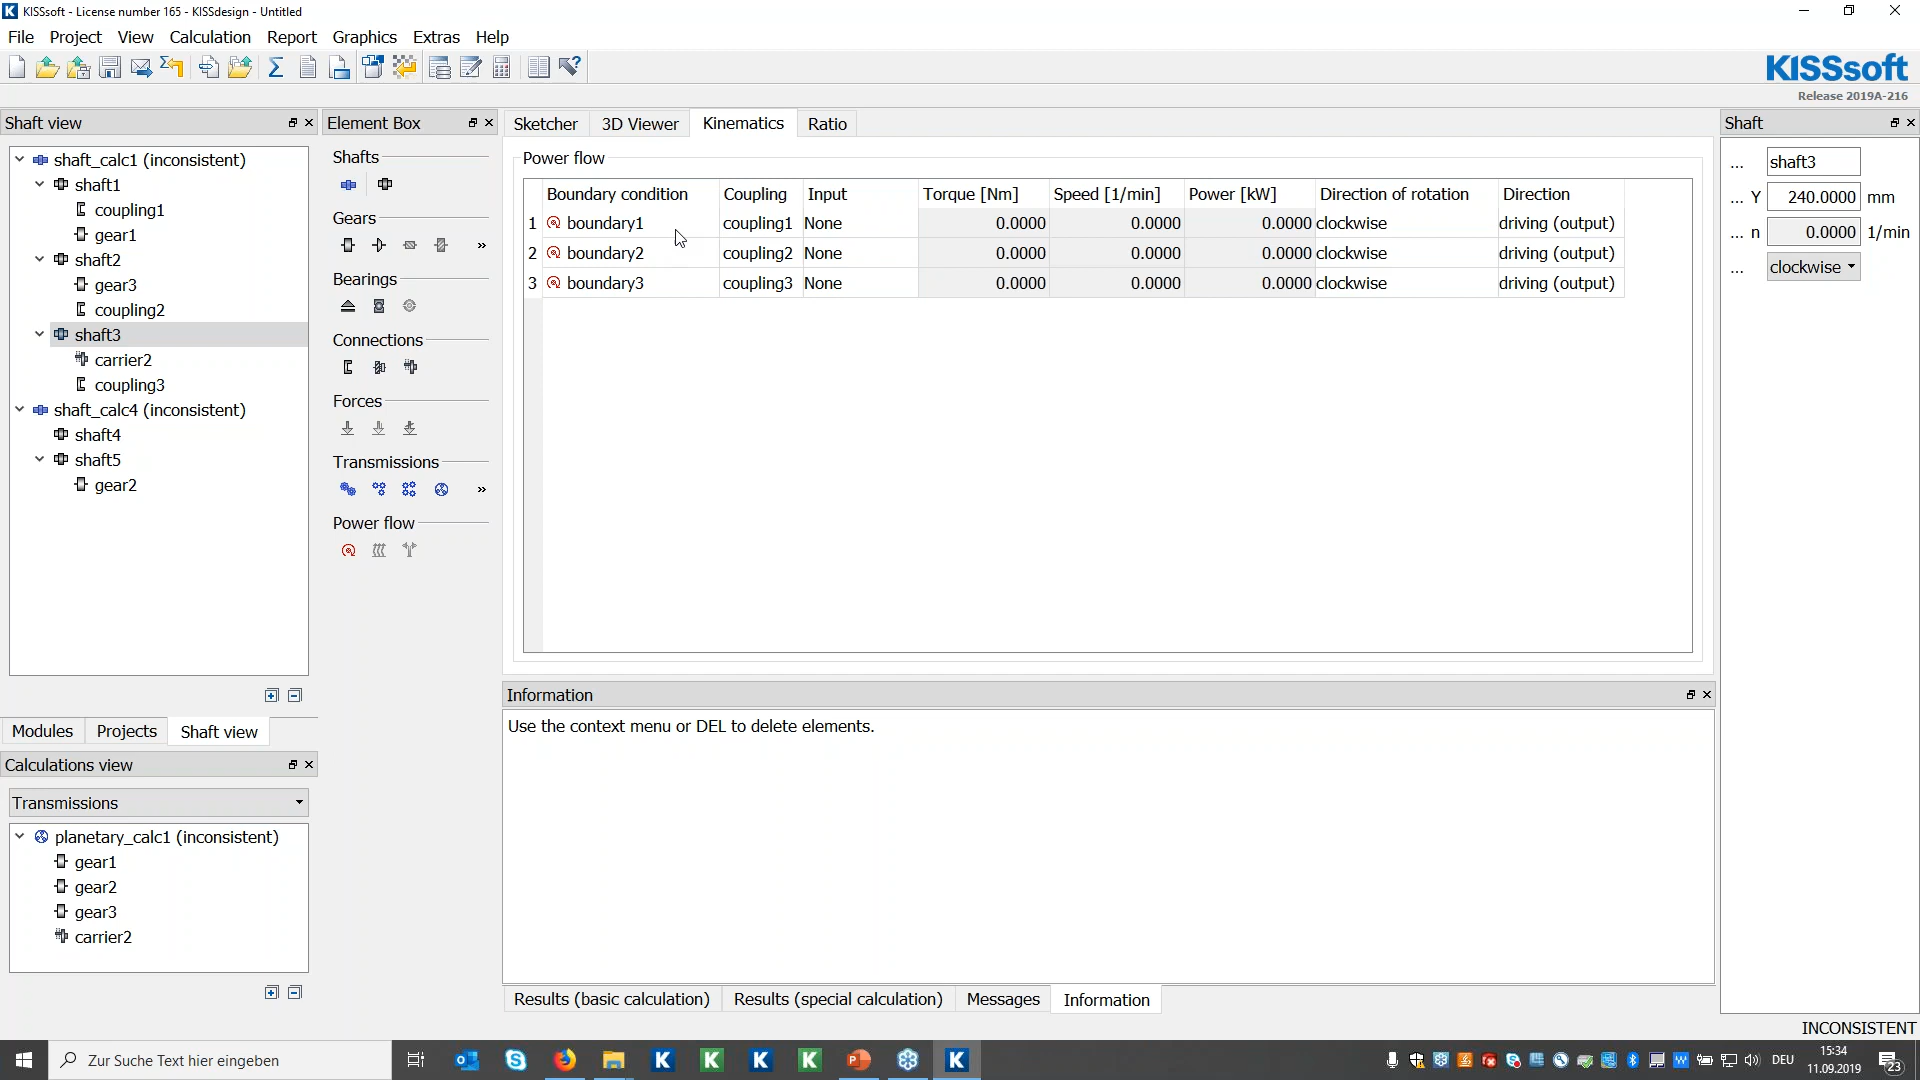 KISSsoft - License number 165 - KISSdesign - Untitled
File Project View Calculation Report Graphics Extras Help
KISSsoft
Release 2019A-216
Shaft view
shaft_calc1 (inconsistent)
shaft1
coupling1
gear1
shaft2
gear3
coupling2
shaft3
carrier2
coupling3
shaft_calc4 (inconsistent)
shaft4
shaft5
gear2
Modules Projects Shaft view
Calculations view
Transmissions
planetary_calc1 (inconsistent)
gear1
gear2
gear3
carrier2
Element Box
Shafts
Gears
»
Bearings
Connections
Forces
Transmissions
»
Power flow
Sketcher 3D Viewer Kinematics Ratio
Power flow
Boundary condition Coupling Input Torque [Nm] Speed [1/min] Power [kW] Direction of rotation Direction
1 boundary1 coupling1 None 0.0000 0.0000 0.0000 clockwise driving (output)
2 boundary2 coupling2 None 0.0000 0.0000 0.0000 clockwise driving (output)
3 boundary3 coupling3 None 0.0000 0.0000 0.0000 clockwise driving (output)
Information
Use the context menu or DEL to delete elements.
Results (basic calculation) Results (special calculation) Messages Information
Shaft
... shaft3
... Y 240.0000 mm
... n 0.0000 1/min
... clockwise
INCONSISTENT
Zur Suche Text hier eingeben
DEU
15:34
11.09.2019
23